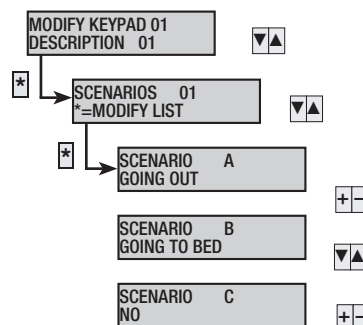 MODIFY KEYPAD 01
DESCRIPTION 01
▼▲
*
SCENARIOS 01
*=MODIFY LIST
▼▲
*
SCENARIO A
GOING OUT
+ −
SCENARIO B
GOING TO BED
▼▲
SCENARIO C
NO
+ −